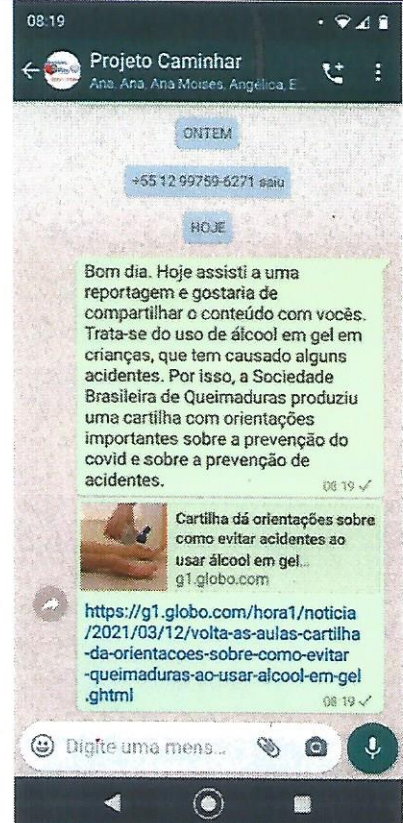 08:19
Projeto Caminhar
Ana, Ana, Ana Moises, Angélica, E...
ONTEM
+55 12 99759-6271 saiu
HOJE
Bom dia. Hoje assisti a uma
reportagem e gostaria de
compartilhar o conteúdo com vocês.
Trata-se do uso de álcool em gel em
crianças, que tem causado alguns
acidentes. Por isso, a Sociedade
Brasileira de Queimaduras produziu
uma cartilha com orientações
importantes sobre a prevenção do
covid e sobre a prevenção de
acidentes.
08:19
Cartilha dá orientações sobre
como evitar acidentes ao
usar álcool em gel...
g1.globo.com
https://g1.globo.com/hora1/noticia
/2021/03/12/volta-as-aulas-cartilha
-da-orientacoes-sobre-como-evitar
-queimaduras-ao-usar-alcool-em-gel
.ghtml
08:19
Digite uma mens...